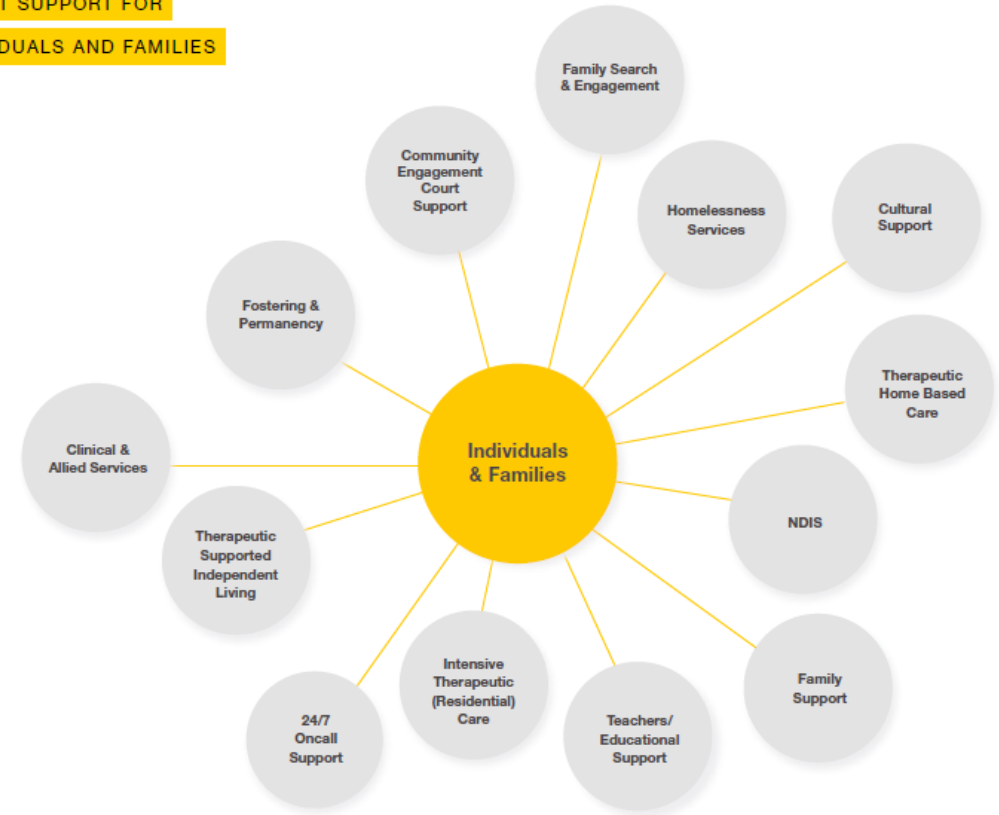 SUPPORT FOR
AND FAMILIES
Family Search
& Engagement
Community
Engagement
Court
Support
Homelessness
Services
Cultural
Support
Fostering &
Permanency
Therapeutic
Home Based
Care
Individuals
& Families
Clinical &
Allied Services
NDIS
Therapeutic
Supported
Independent
Living
Family
Support
Intensive
Therapeutic
(Residential)
Care
24/7
Oncall
Support
Teachers/
Educational
Support